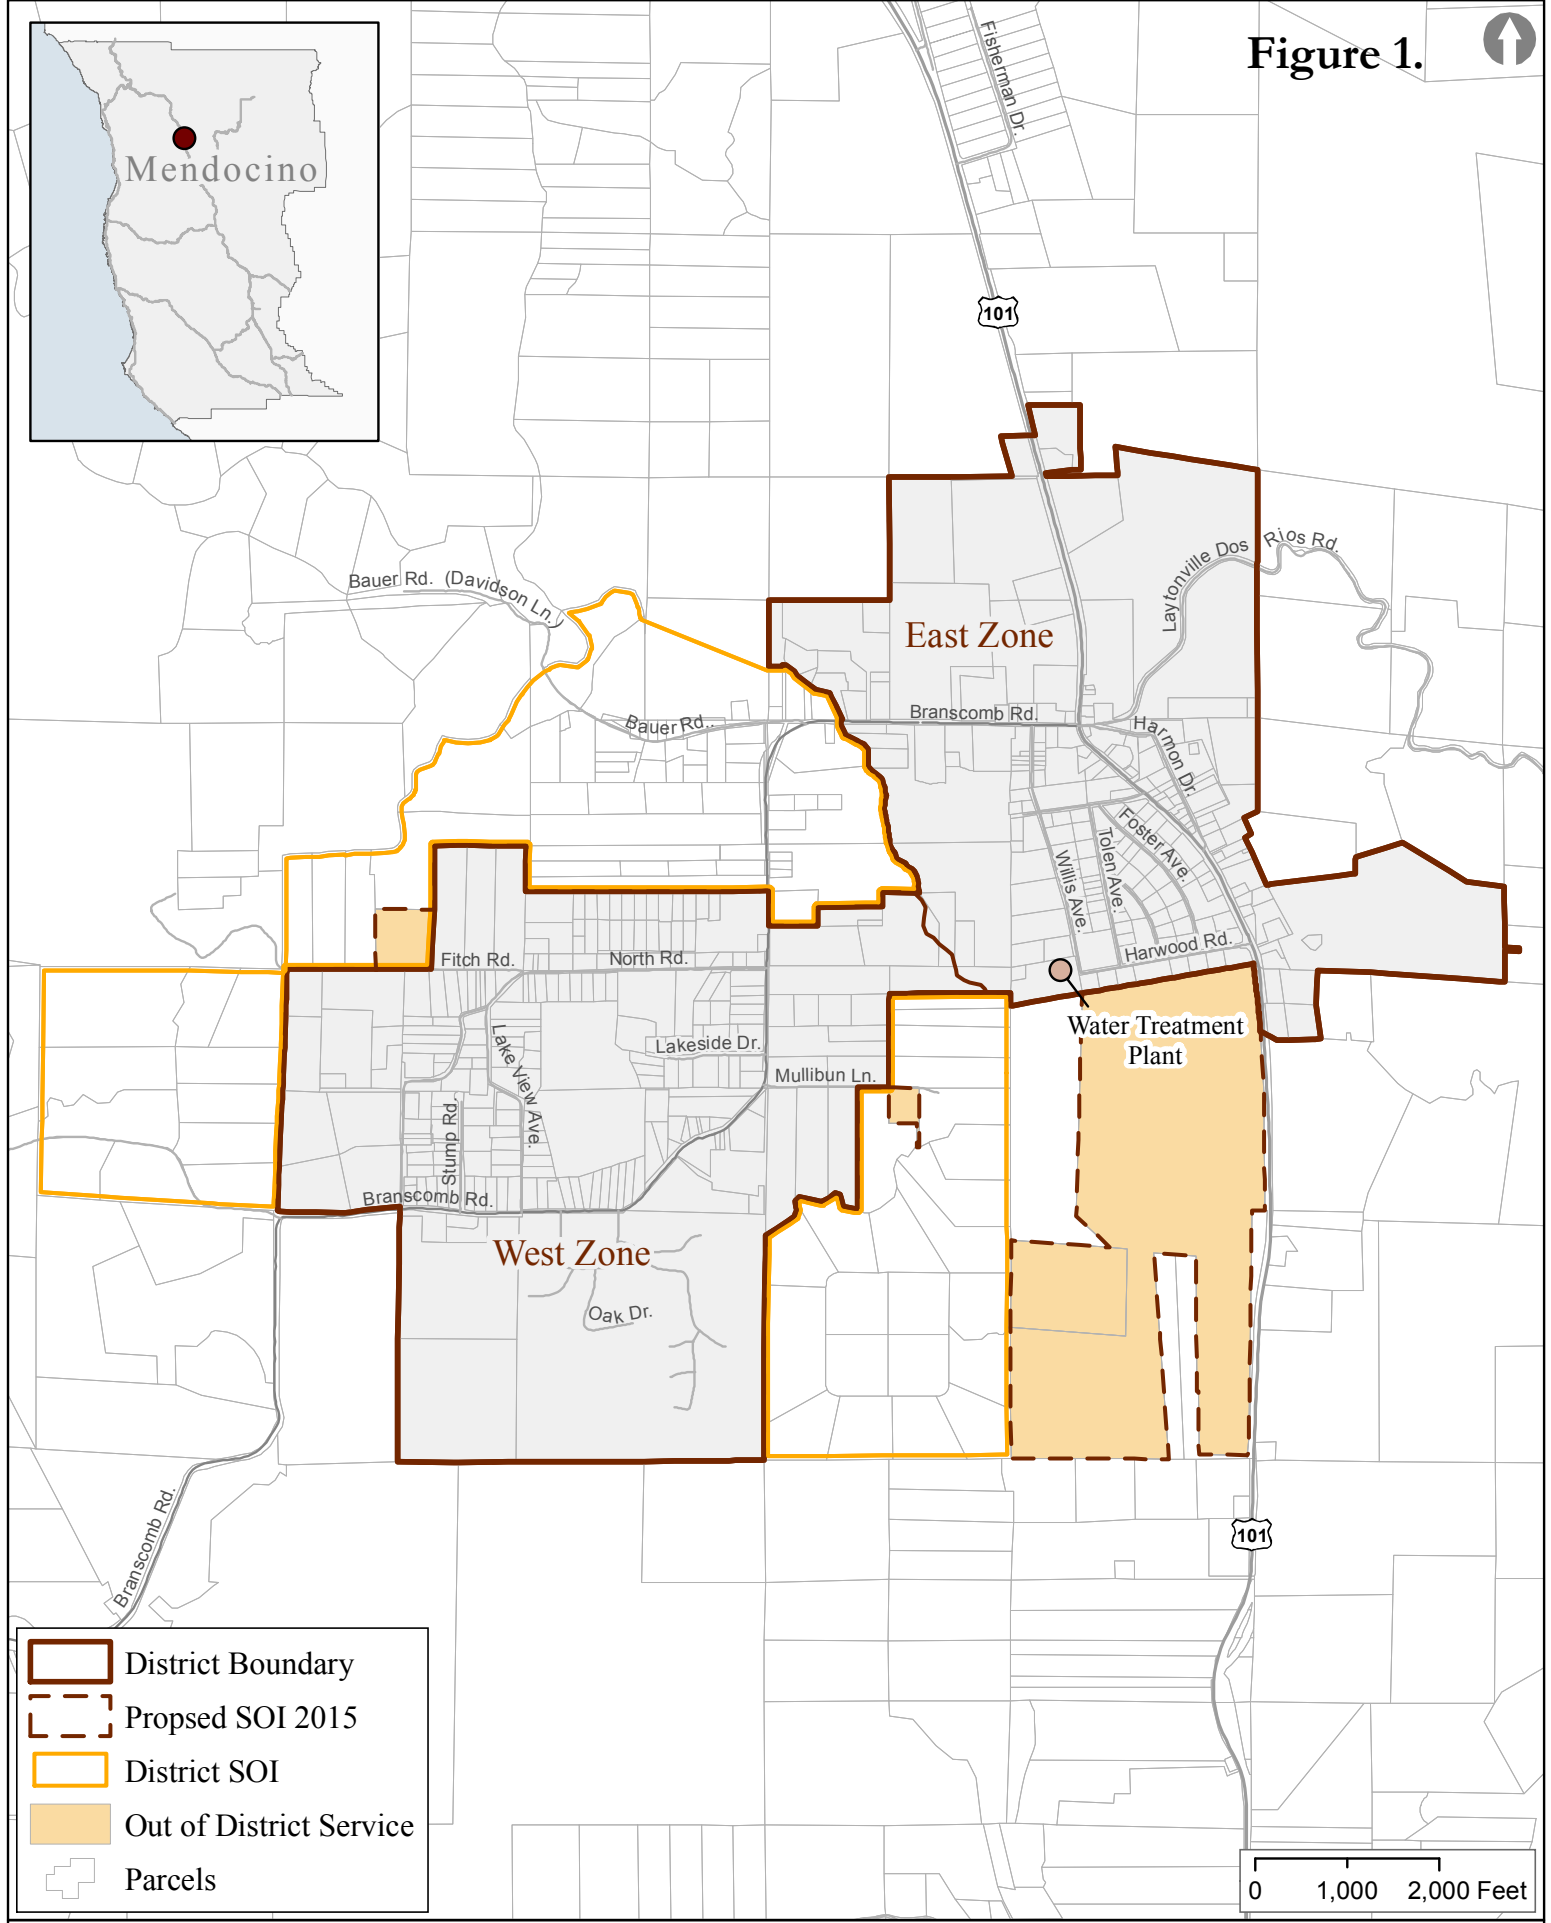 Figure 1.
Mendocino
Fisherman Dr.
101
Bauer Rd. (Davidson Ln.)
Laytonville Dos Rios Rd.
East Zone
Branscomb Rd.
Bauer Rd..
Harmon Dr.
Foster Ave.
Tolen Ave.
Willis Ave.
Harwood Rd.
Fitch Rd.
North Rd.
Water Treatment
Plant
Lake View Ave.
Lakeside Dr.
Mullibun Ln.
Stump Rd.
Branscomb Rd.
West Zone
Oak Dr.
Branscomb Rd.
101
District Boundary
Propsed SOI 2015
District SOI
Out of District Service
Parcels
0 1,000 2,000 Feet